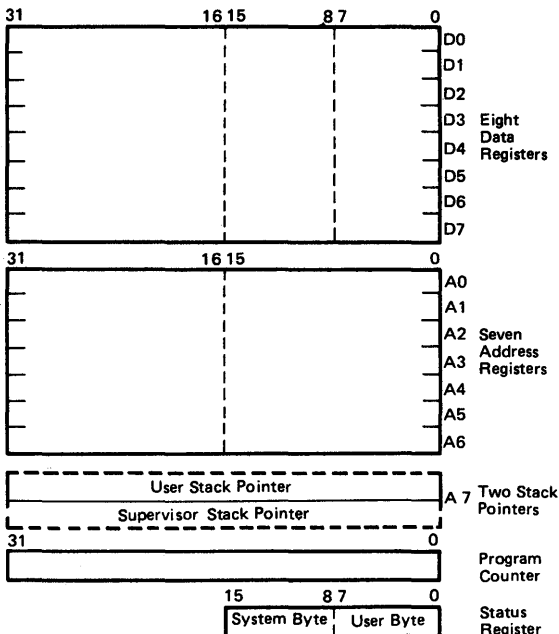 31 16 15 8 7 0
D0
D1
D2
D3
D4
D5
D6
D7
Eight
Data
Registers
31 16 15 0
A0
A1
A2
A3
A4
A5
A6
Seven
Address
Registers
User Stack Pointer
Supervisor Stack Pointer
A 7
Two Stack
Pointers
31 0
Program
Counter
15 8 7 0
System Byte
User Byte
Status
Register